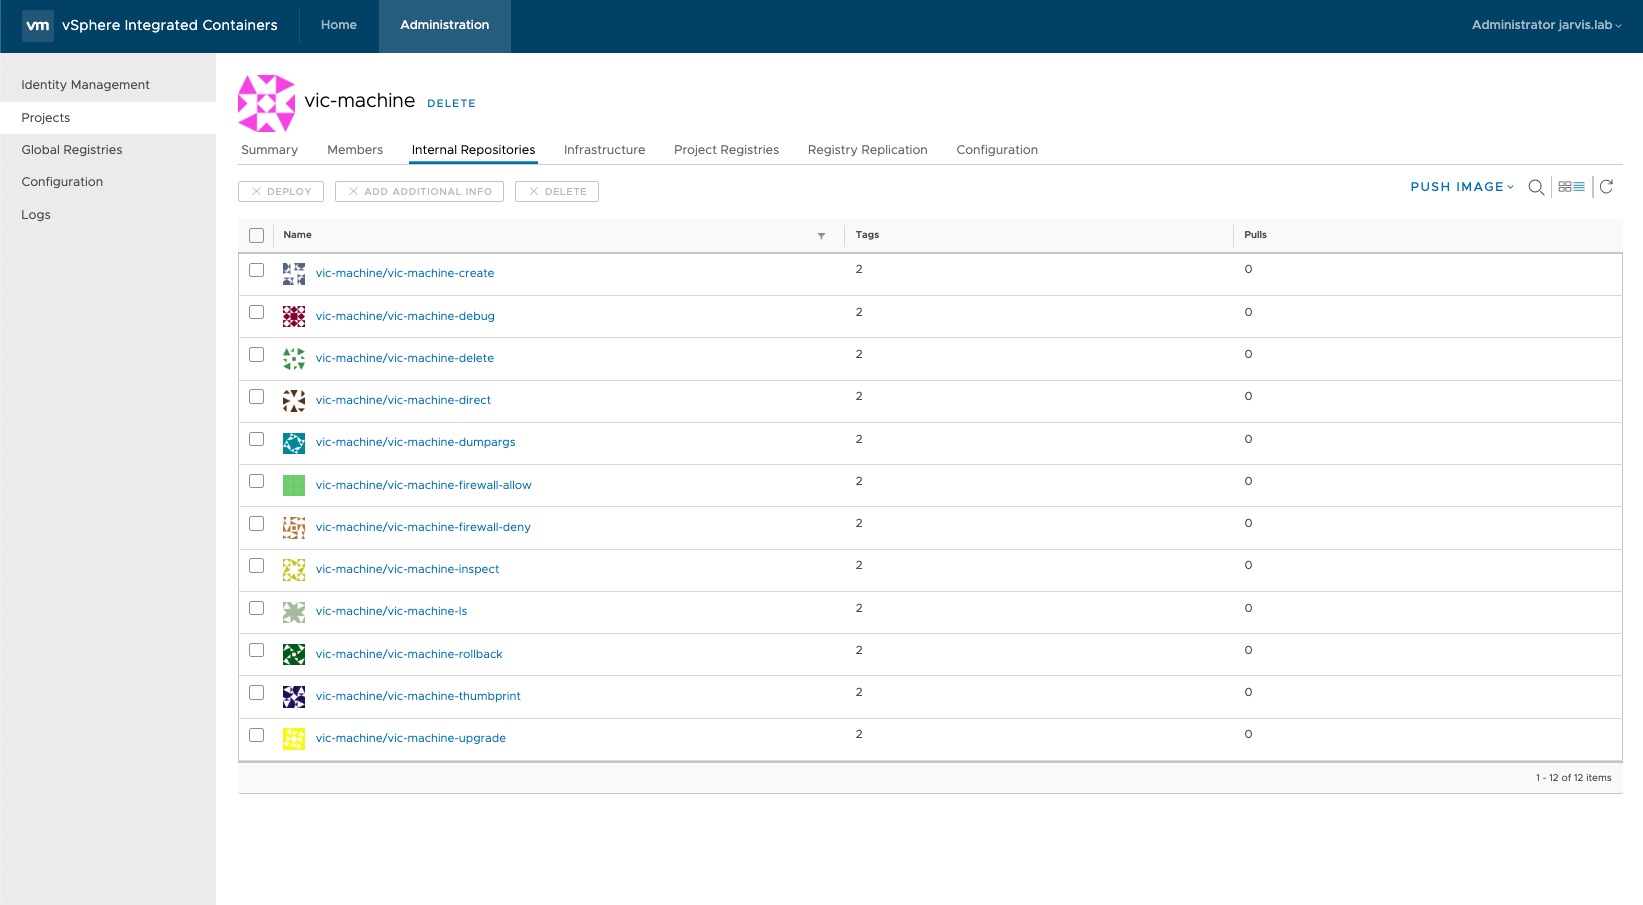 vm vSphere Integrated Containers Home Administration Administrator jarvis.lab
Identity Management
Projects
Global Registries
Configuration
Logs
vic-machine DELETE
Summary Members Internal Repositories Infrastructure Project Registries Registry Replication Configuration
DEPLOY ADD ADDITIONAL INFO DELETE PUSH IMAGE
Name Tags Pulls
vic-machine/vic-machine-create 2 0
vic-machine/vic-machine-debug 2 0
vic-machine/vic-machine-delete 2 0
vic-machine/vic-machine-direct 2 0
vic-machine/vic-machine-dumpargs 2 0
vic-machine/vic-machine-firewall-allow 2 0
vic-machine/vic-machine-firewall-deny 2 0
vic-machine/vic-machine-inspect 2 0
vic-machine/vic-machine-ls 2 0
vic-machine/vic-machine-rollback 2 0
vic-machine/vic-machine-thumbprint 2 0
vic-machine/vic-machine-upgrade 2 0
1 - 12 of 12 items